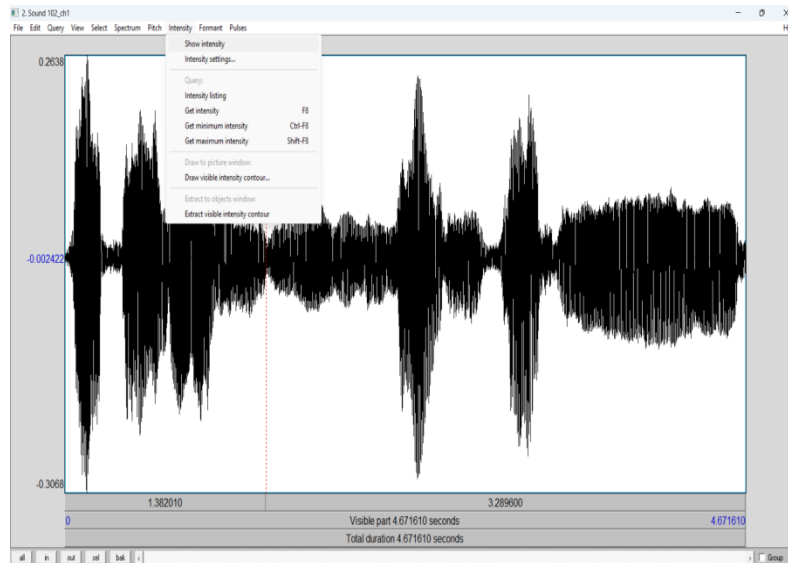 2. Sound 102_ch1
File Edit Query View Select Spectrum Pitch Intensity Formant Pulses H
Show intensity
Intensity settings...
Query:
Intensity listing
Get intensity F8
Get minimum intensity Ctrl-F8
Get maximum intensity Shift-F8
Draw to picture window:
Draw visible intensity contour...
Extract to objects window:
Extract visible intensity contour
0.2638
-0.002422
-0.3068
1.382010 3.289600
0 Visible part 4.671610 seconds 4.671610
Total duration 4.671610 seconds
all in out sel bak Group